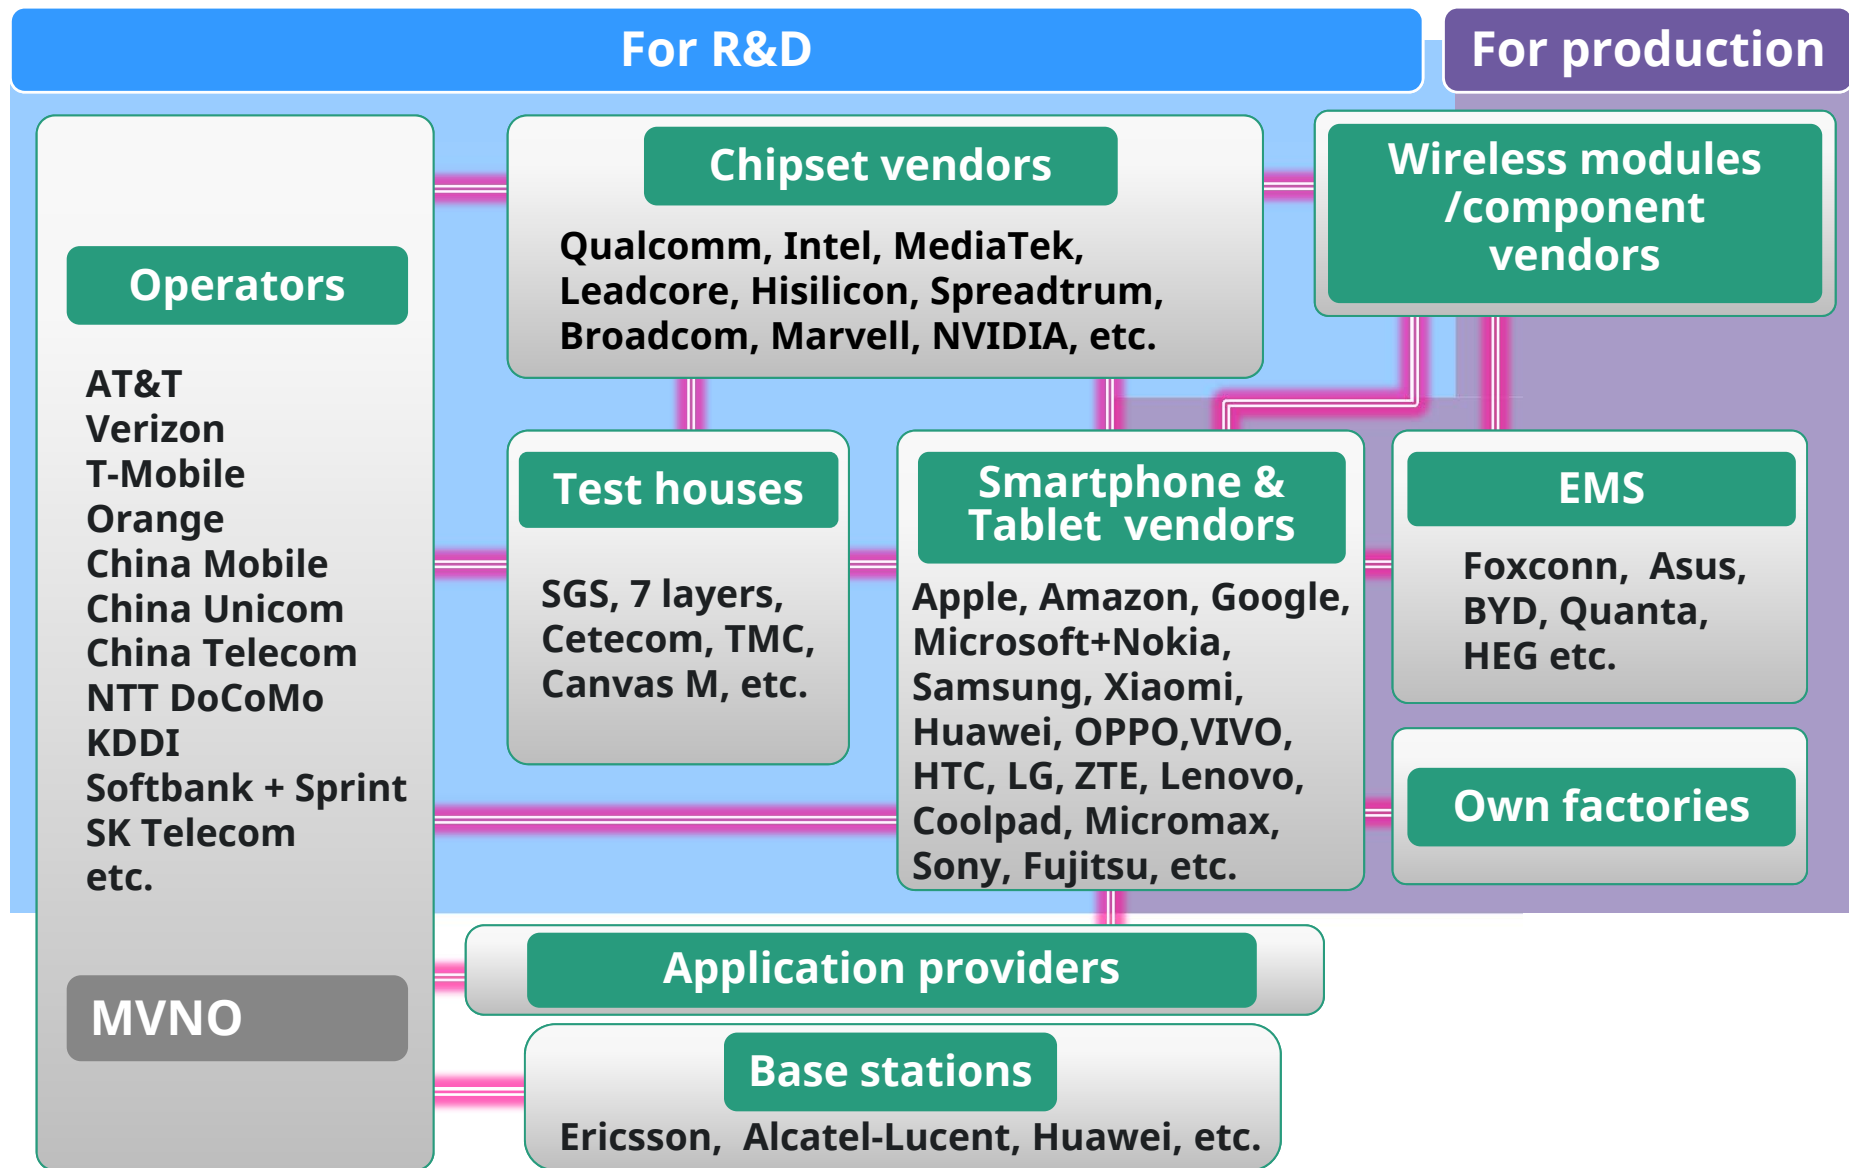 For R&D
For production
Operators
AT&T
Verizon
T-Mobile
Orange
China Mobile
China Unicom
China Telecom
NTT DoCoMo
KDDI
Softbank + Sprint
SK Telecom
etc.
MVNO
Chipset vendors
Qualcomm, Intel, MediaTek,
Leadcore, Hisilicon, Spreadtrum,
Broadcom, Marvell, NVIDIA, etc.
Wireless modules
/component
vendors
Test houses
SGS, 7 layers,
Cetecom, TMC,
Canvas M, etc.
Smartphone &
Tablet  vendors
Apple, Amazon, Google,
Microsoft+Nokia,
Samsung, Xiaomi,
Huawei, OPPO,VIVO,
HTC, LG, ZTE, Lenovo,
Coolpad, Micromax,
Sony, Fujitsu, etc.
EMS
Foxconn,  Asus,
BYD, Quanta,
HEG etc.
Own factories
Application providers
Base stations
Ericsson,  Alcatel-Lucent, Huawei, etc.